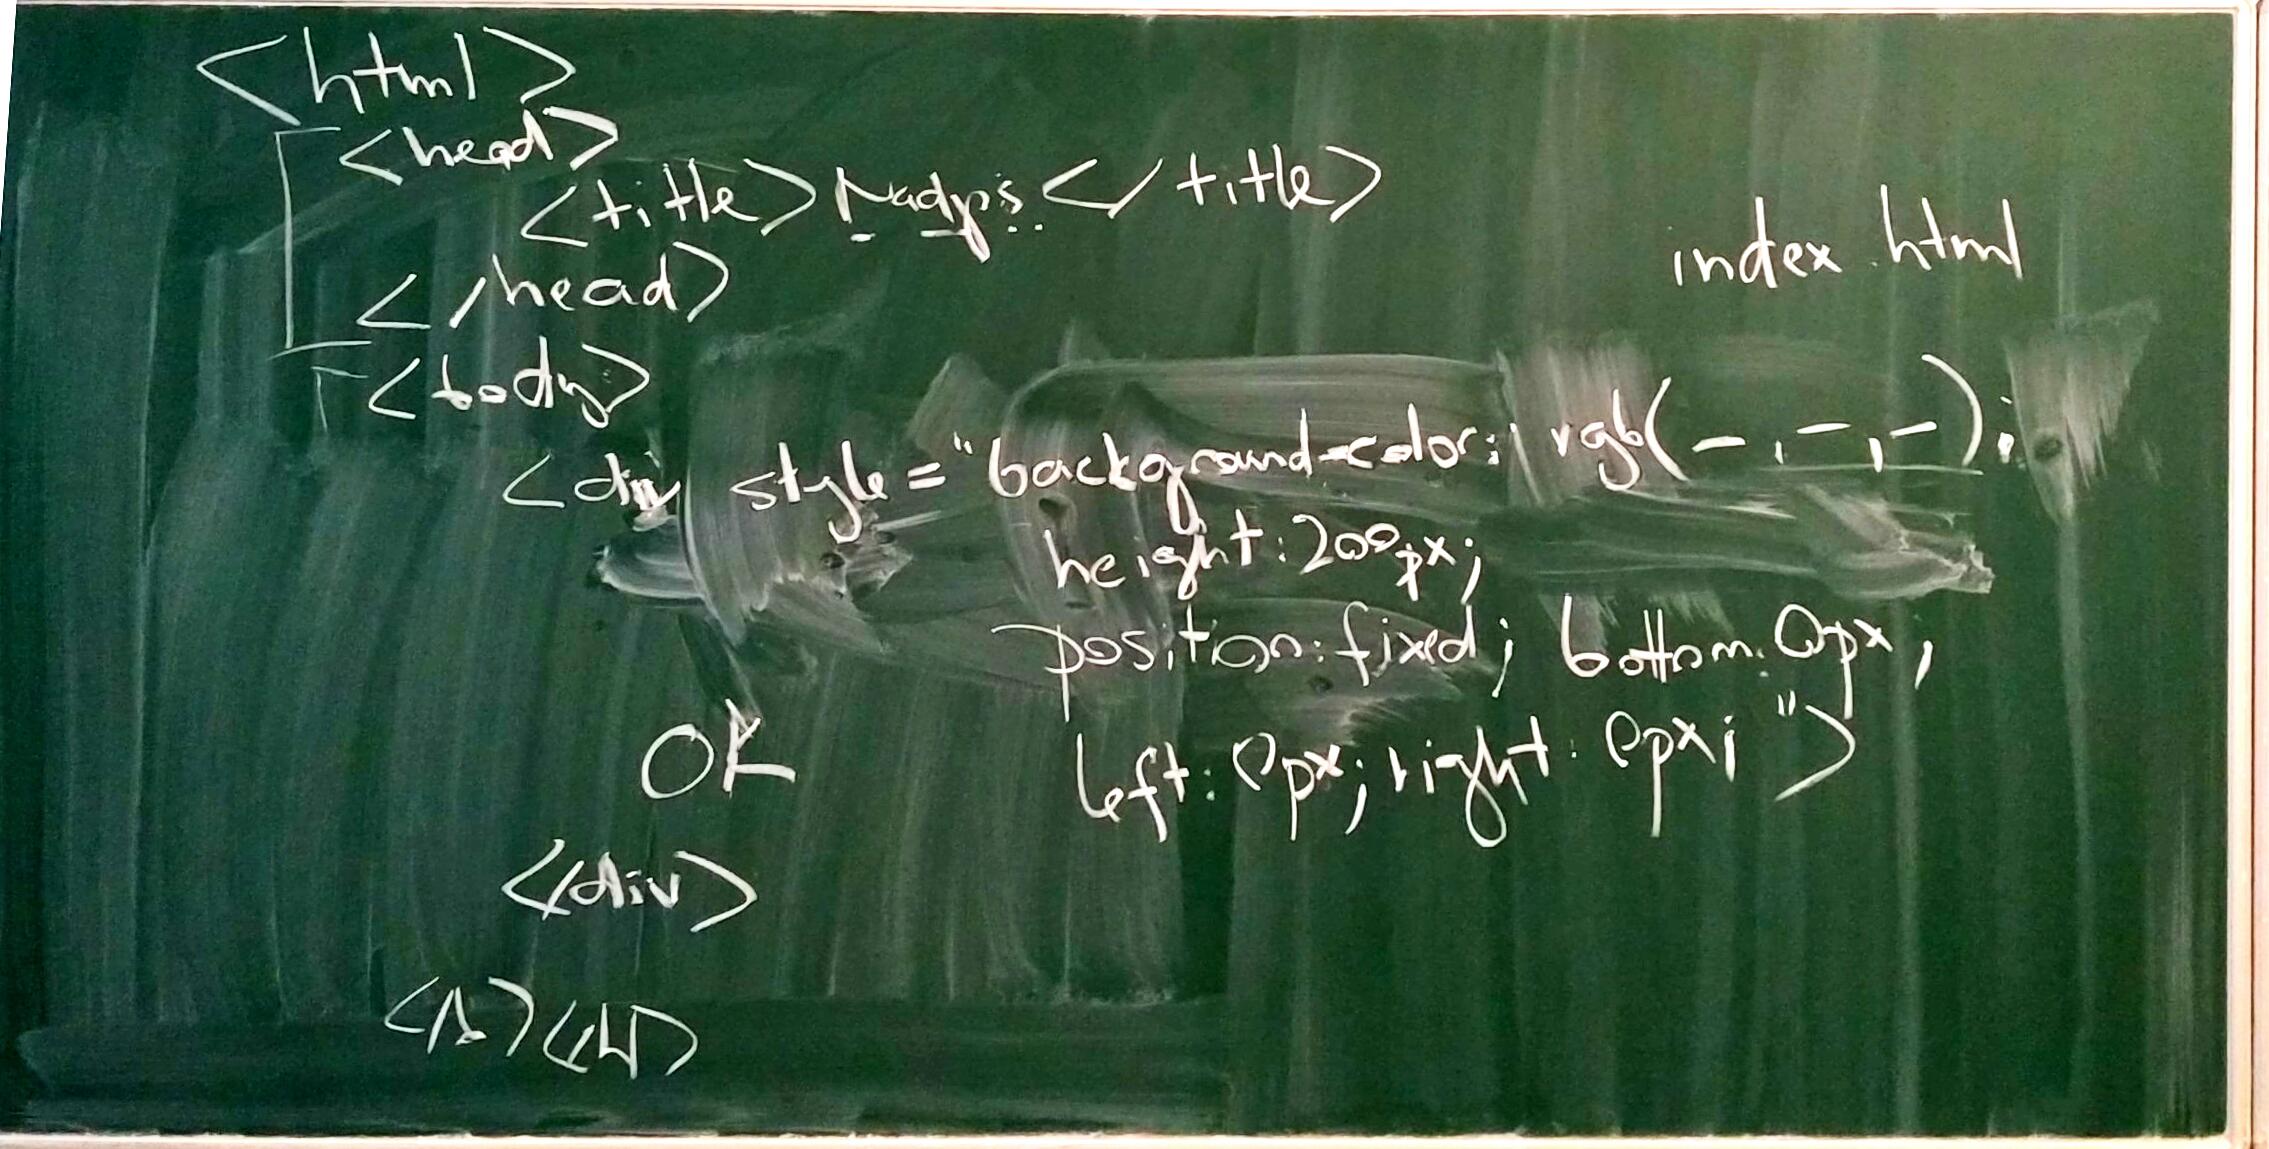 <html>
<head>
<title>Nadpis</title>
</head>
index.html
<body>
<div style="background-color: rgb(_,_,_);
height:200px;
position:fixed; bottom:0px;
left:0px; right:0px;">
OK
</div>
</b></h>